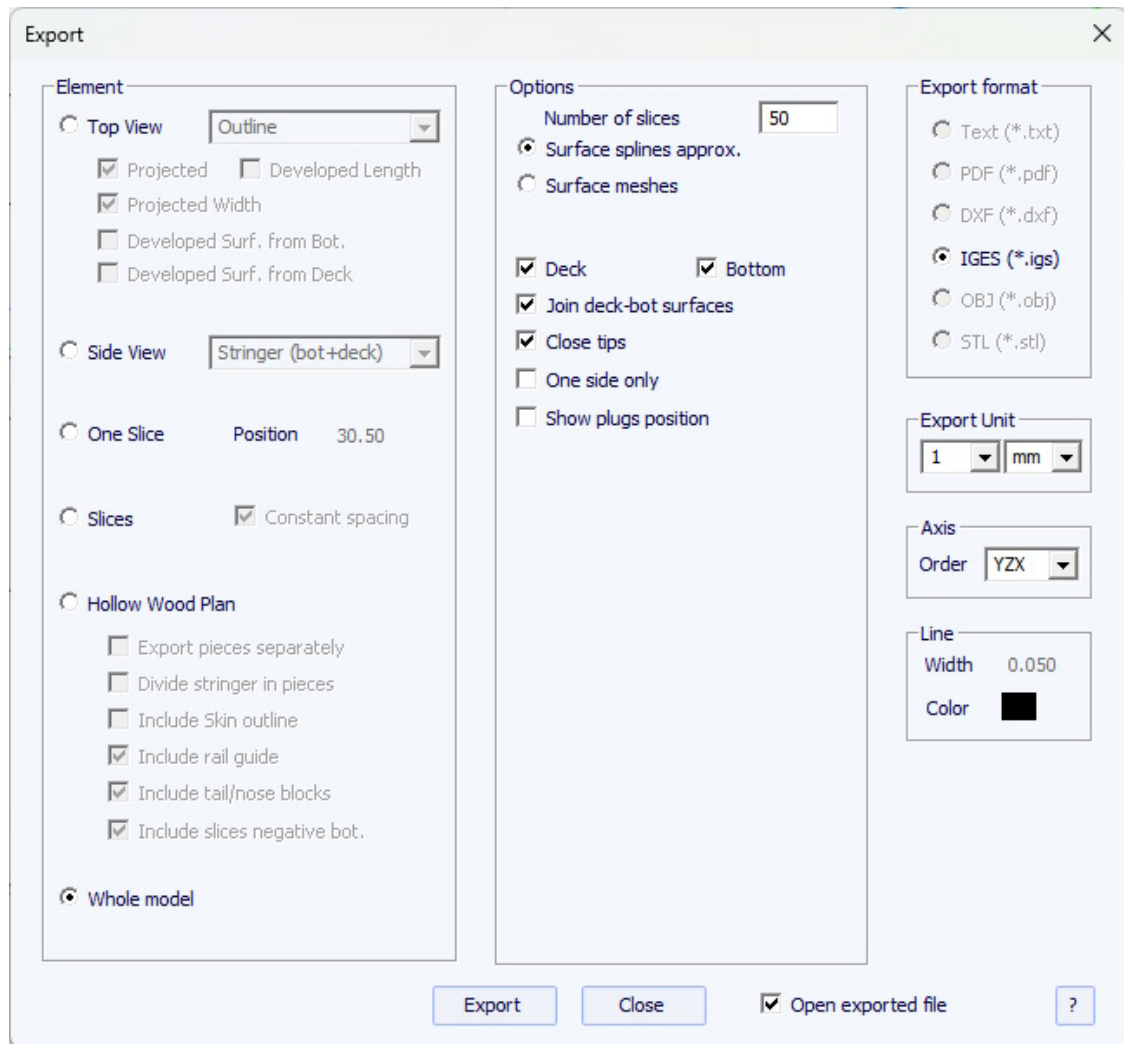 Export
Element
Top View
Outline
Projected
Developed Length
Projected Width
Developed Surf. from Bot.
Developed Surf. from Deck
Side View
Stringer (bot+deck)
One Slice
Position
30.50
Slices
Constant spacing
Hollow Wood Plan
Export pieces separately
Divide stringer in pieces
Include Skin outline
Include rail guide
Include tail/nose blocks
Include slices negative bot.
Whole model
Options
Number of slices
50
Surface splines approx.
Surface meshes
Deck
Bottom
Join deck-bot surfaces
Close tips
One side only
Show plugs position
Export format
Text (*.txt)
PDF (*.pdf)
DXF (*.dxf)
IGES (*.igs)
OBJ (*.obj)
STL (*.stl)
Export Unit
1
mm
Axis
Order
YZX
Line
Width
0.050
Color
Export
Close
Open exported file
?